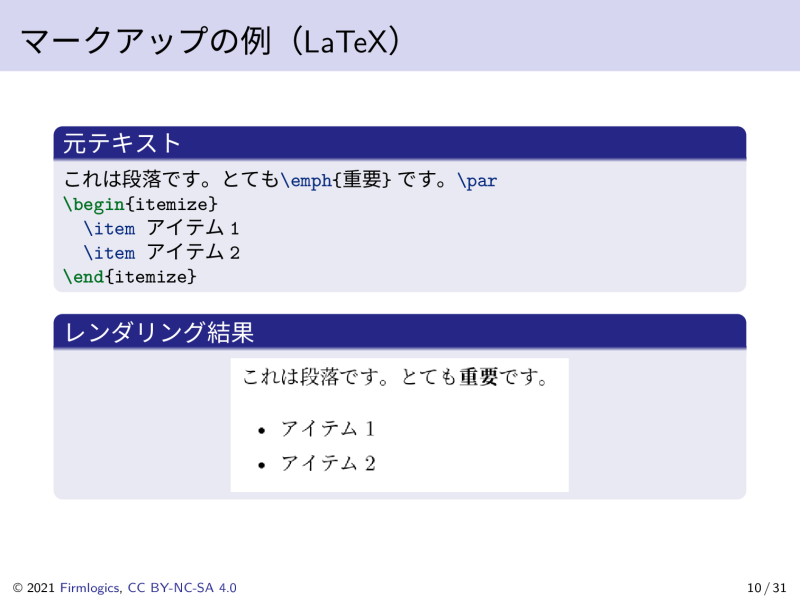 マークアップの例（LaTeX）
元テキスト
これは段落です。とても\emph{重要}です。\par
\begin{itemize}
  \item アイテム 1
  \item アイテム 2
\end{itemize}
レンダリング結果
これは段落です。とても重要です。
• アイテム 1
• アイテム 2
© 2021 Firmlogics, CC BY-NC-SA 4.0
10 / 31